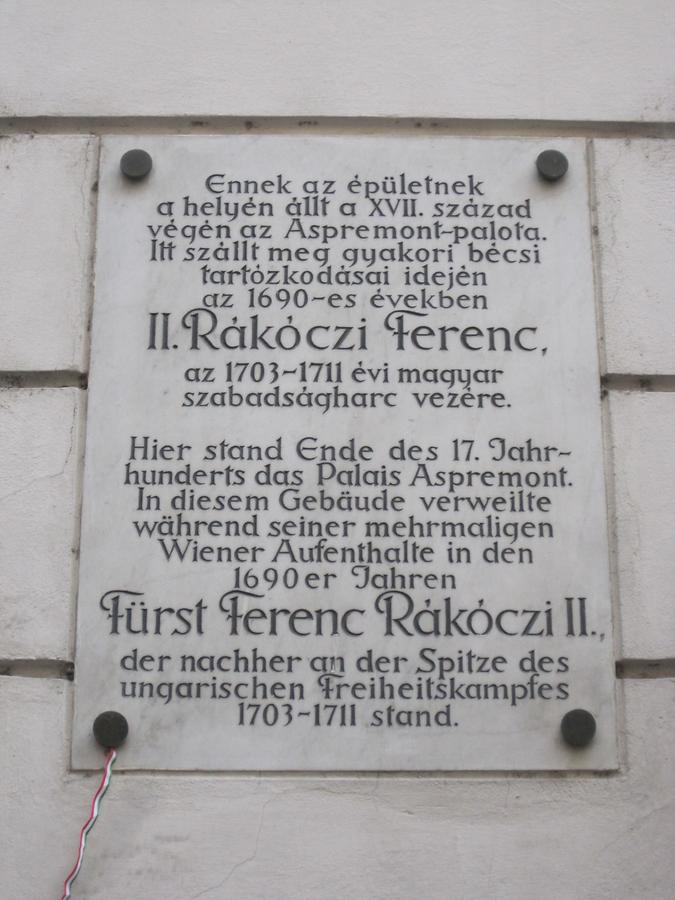 Ennek az épületnek
a helyén állt a XVII. század
végén az Aspremont-palota.
Itt szállt meg gyakori bécsi
tartózkodásai idején
az 1690-es években
II. Rákóczi Ferenc,
az 1703-1711 évi magyar
szabadságharc vezére.
Hier stand Ende des 17. Jahr-
hunderts das Palais Aspremont.
In diesem Gebäude verweilte
während seiner mehrmaligen
Wiener Aufenthalte in den
1690er Jahren
Fürst Ferenc Rákóczi II.,
der nachher an der Spitze des
ungarischen Freiheitskampfes
1703-1711 stand.